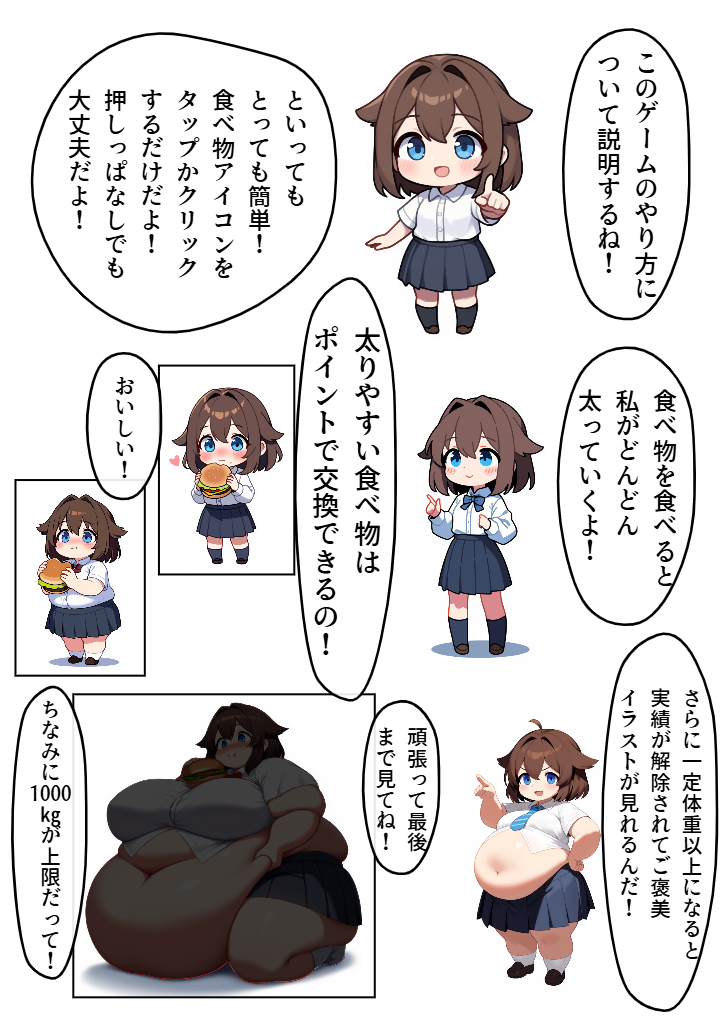 このゲームのやり方に
ついて説明するね！
といっても
とっても簡単！
食べ物アイコンを
タップかクリック
するだけだよ！
押しっぱなしでも
大丈夫だよ！
食べ物を食べると
私がどんどん
太っていくよ！
太りやすい食べ物は
ポイントで交換できるの！
おいしい！
さらに一定体重以上になると
実績が解除されてご褒美
イラストが見れるんだ！
頑張って最後
まで見てね！
ちなみに
1000
kgが上限だって！